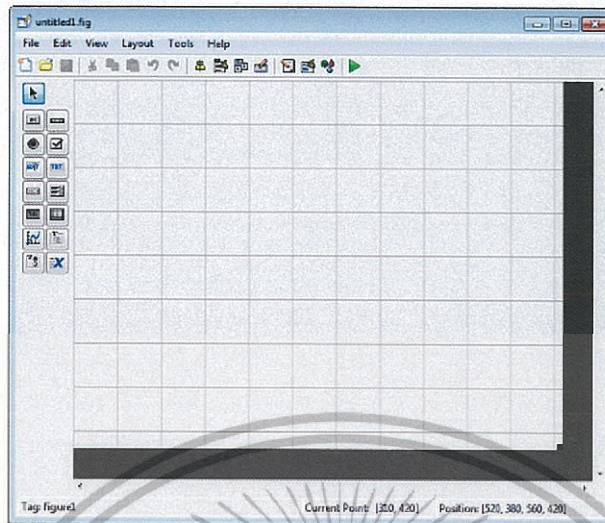 untitled1.fig
File Edit View Layout Tools Help
Tag: figure1 Current Point: [310, 420] Position: [520, 380, 560, 420]